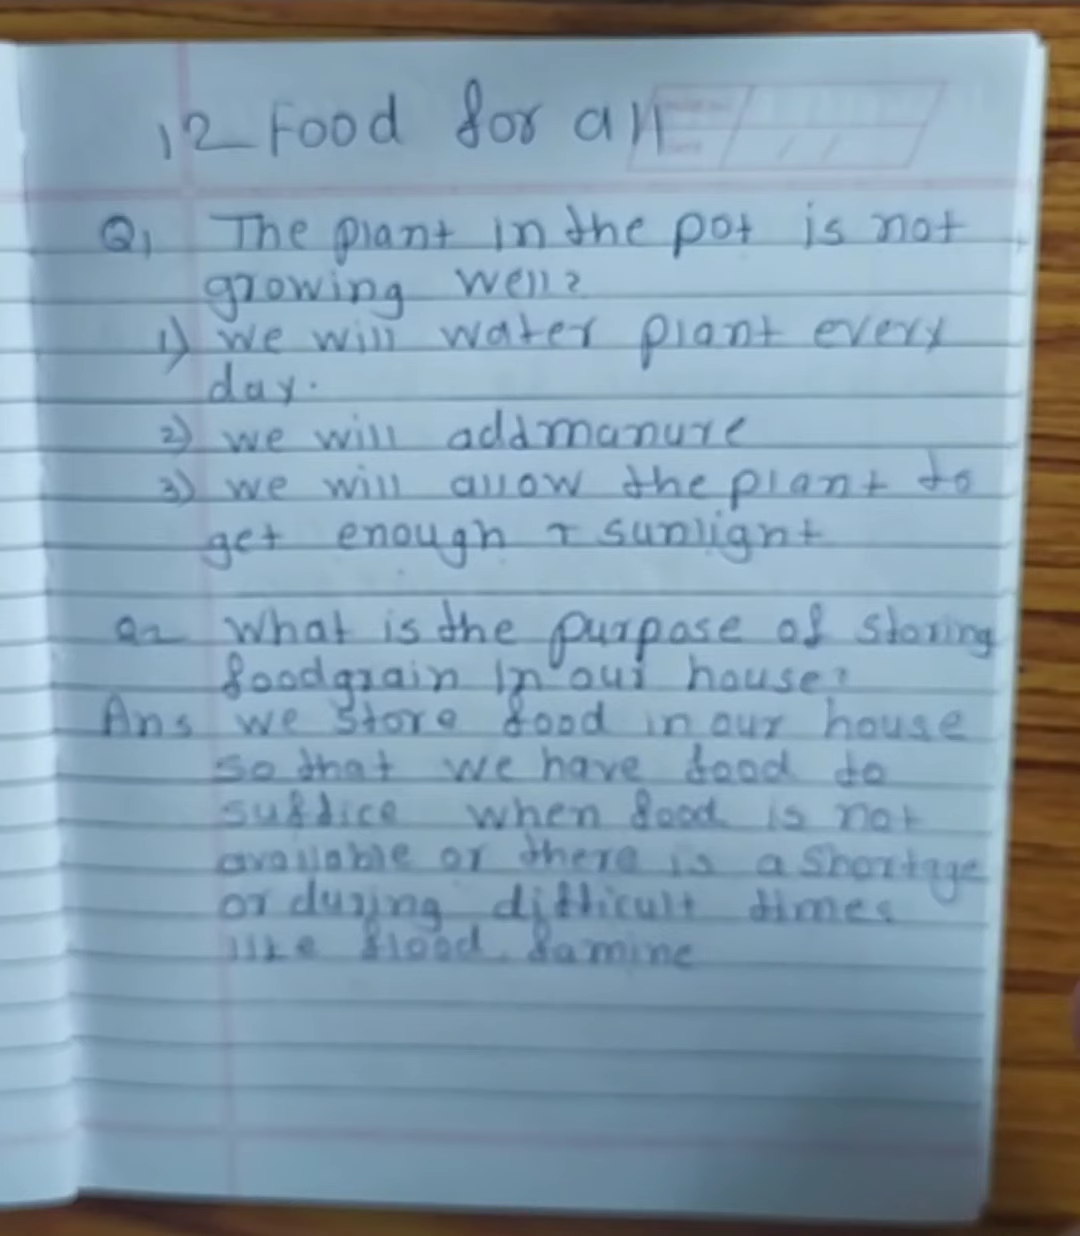 12 Food for all
Q1 The plant in the pot is not
growing well?
1) we will water plant every
day.
2) we will add manure
3) we will allow the plant to
get enough sunlight
Q2 What is the purpose of storing
foodgrain in our house?
Ans we store food in our house
so that we have food to
suffice when food is not
available or there is a shortage
or during difficult times
like flood, famine